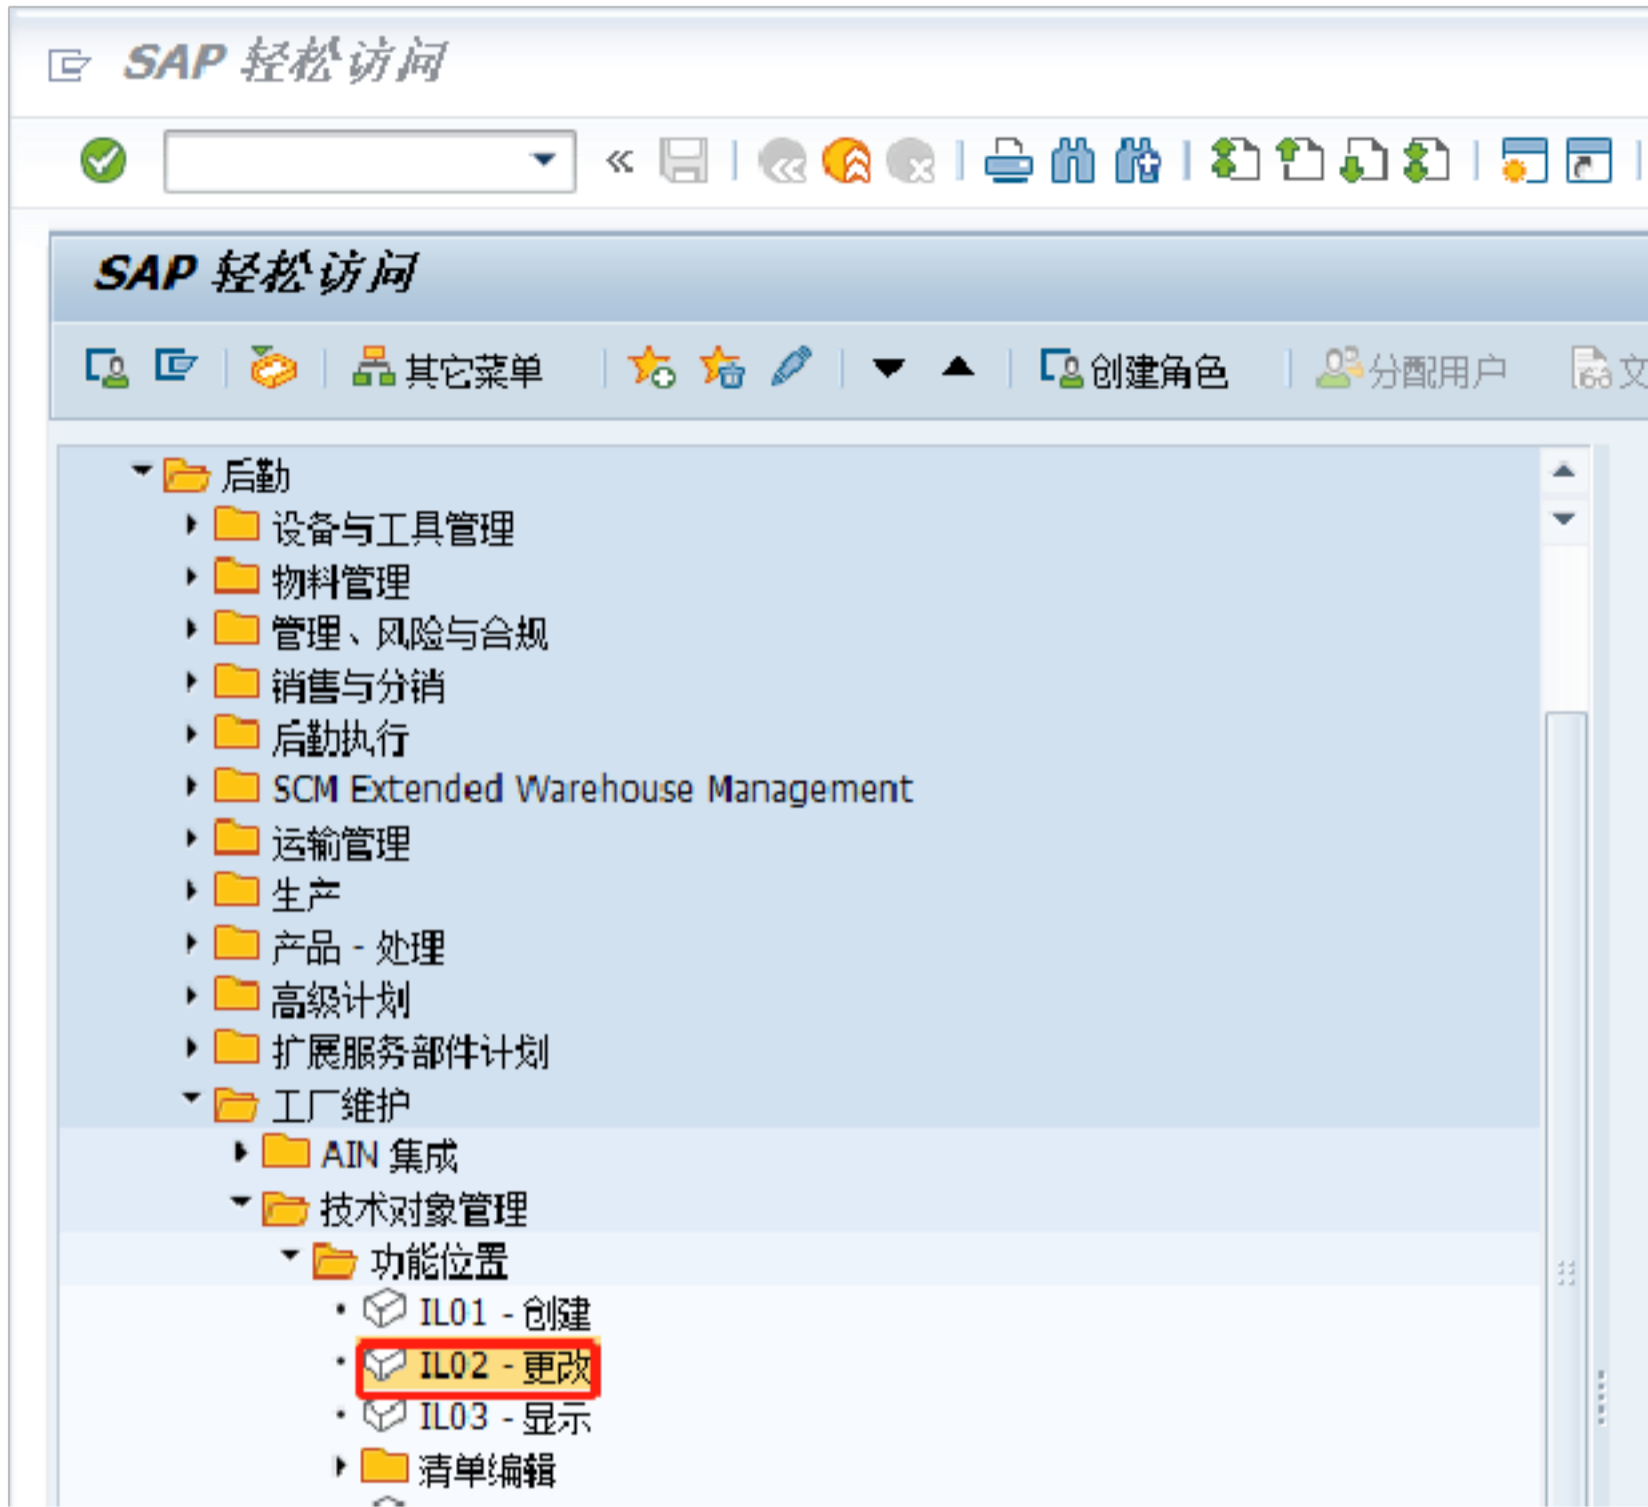 SAP 轻松访问
SAP 轻松访问
其它菜单 创建角色 分配用户 文
后勤
设备与工具管理
物料管理
管理、风险与合规
销售与分销
后勤执行
SCM Extended Warehouse Management
运输管理
生产
产品 - 处理
高级计划
扩展服务部件计划
工厂维护
AIN 集成
技术对象管理
功能位置
IL01 - 创建
IL02 - 更改
IL03 - 显示
清单编辑